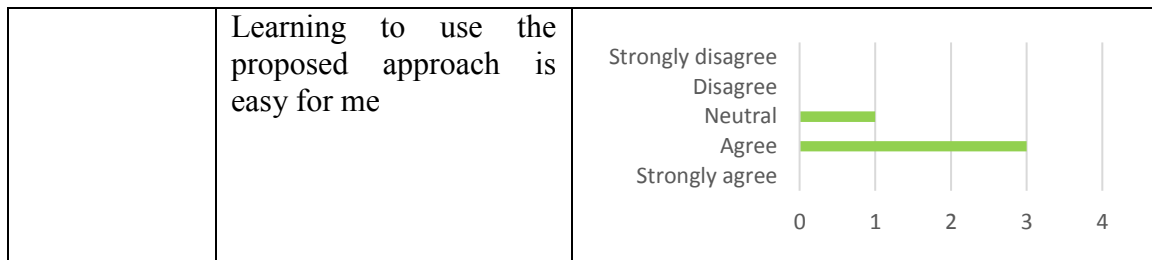 Learning to use the
proposed approach is
easy for me
Strongly disagree
Disagree
Neutral
Agree
Strongly agree
0 1 2 3 4